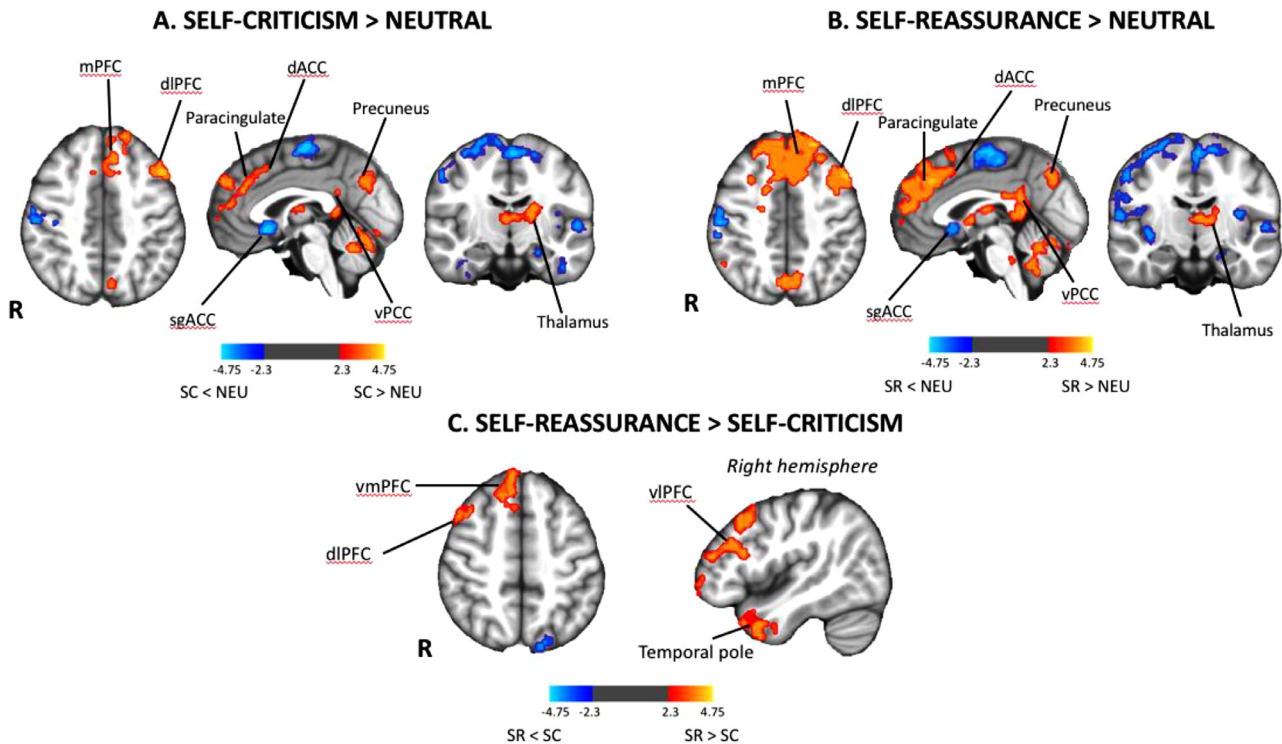 A. SELF-CRITICISM > NEUTRAL
mPFC
dACC
dlPFC
Paracingulate
Precuneus
R
sgACC
vPCC
Thalamus
-4.75 -2.3 2.3 4.75
SC < NEU SC > NEU
B. SELF-REASSURANCE > NEUTRAL
mPFC
dACC
dlPFC
Paracingulate
Precuneus
R
sgACC
vPCC
Thalamus
-4.75 -2.3 2.3 4.75
SR < NEU SR > NEU
C. SELF-REASSURANCE > SELF-CRITICISM
Right hemisphere
vmPFC
vlPFC
dlPFC
R
Temporal pole
-4.75 -2.3 2.3 4.75
SR < SC SR > SC